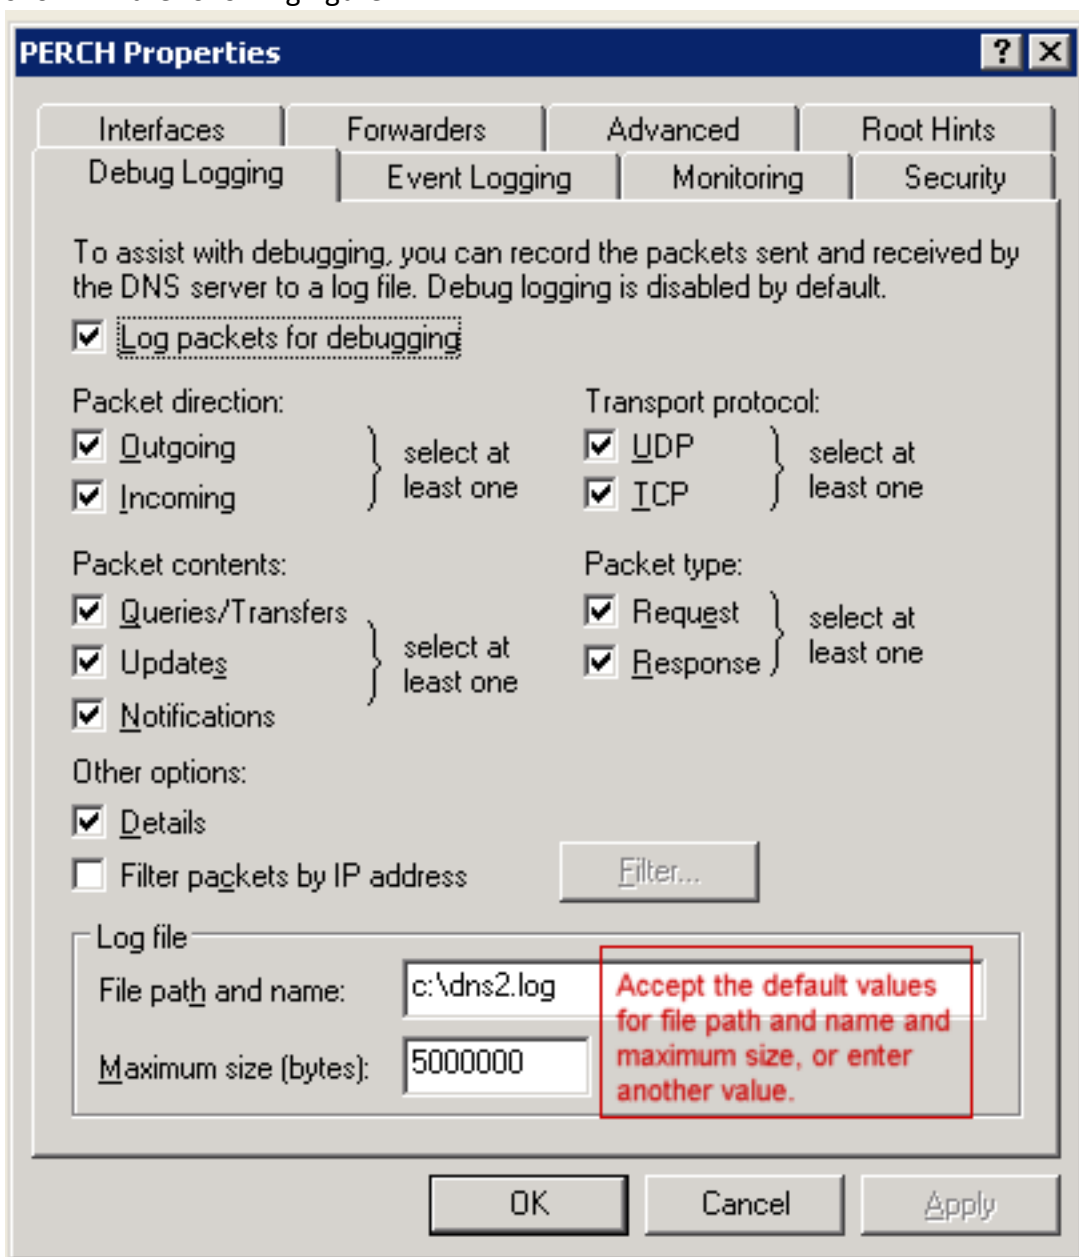 PERCH Properties
Interfaces Forwarders Advanced Root Hints
Debug Logging Event Logging Monitoring Security
To assist with debugging, you can record the packets sent and received by
the DNS server to a log file. Debug logging is disabled by default.
Log packets for debugging
Packet direction:
Outgoing
Incoming
select at
least one
Transport protocol:
UDP
TCP
select at
least one
Packet contents:
Queries/Transfers
Updates
Notifications
select at
least one
Packet type:
Request
Response
select at
least one
Other options:
Details
Filter packets by IP address
Filter...
Log file
File path and name:
c:\dns2.log
Maximum size (bytes):
5000000
Accept the default values
for file path and name and
maximum size, or enter
another value.
OK Cancel Apply